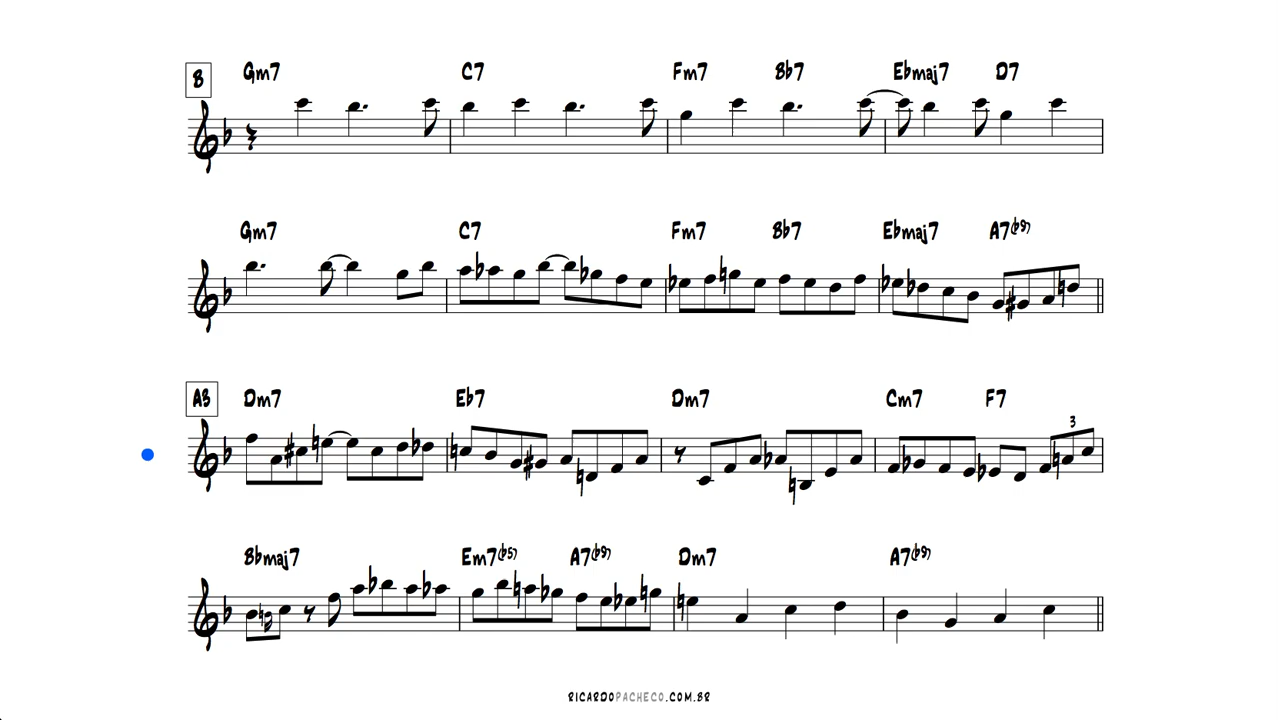 B Gm7 C7 Fm7 Bb7 Ebmaj7 D7
Gm7 C7 Fm7 Bb7 Ebmaj7 A7(b9)
A3 Dm7 Eb7 Dm7 Cm7 F7
3
Bbmaj7 Em7(b5) A7(b9) Dm7 A7(b9)
RICARDOPACHECO.COM.BR